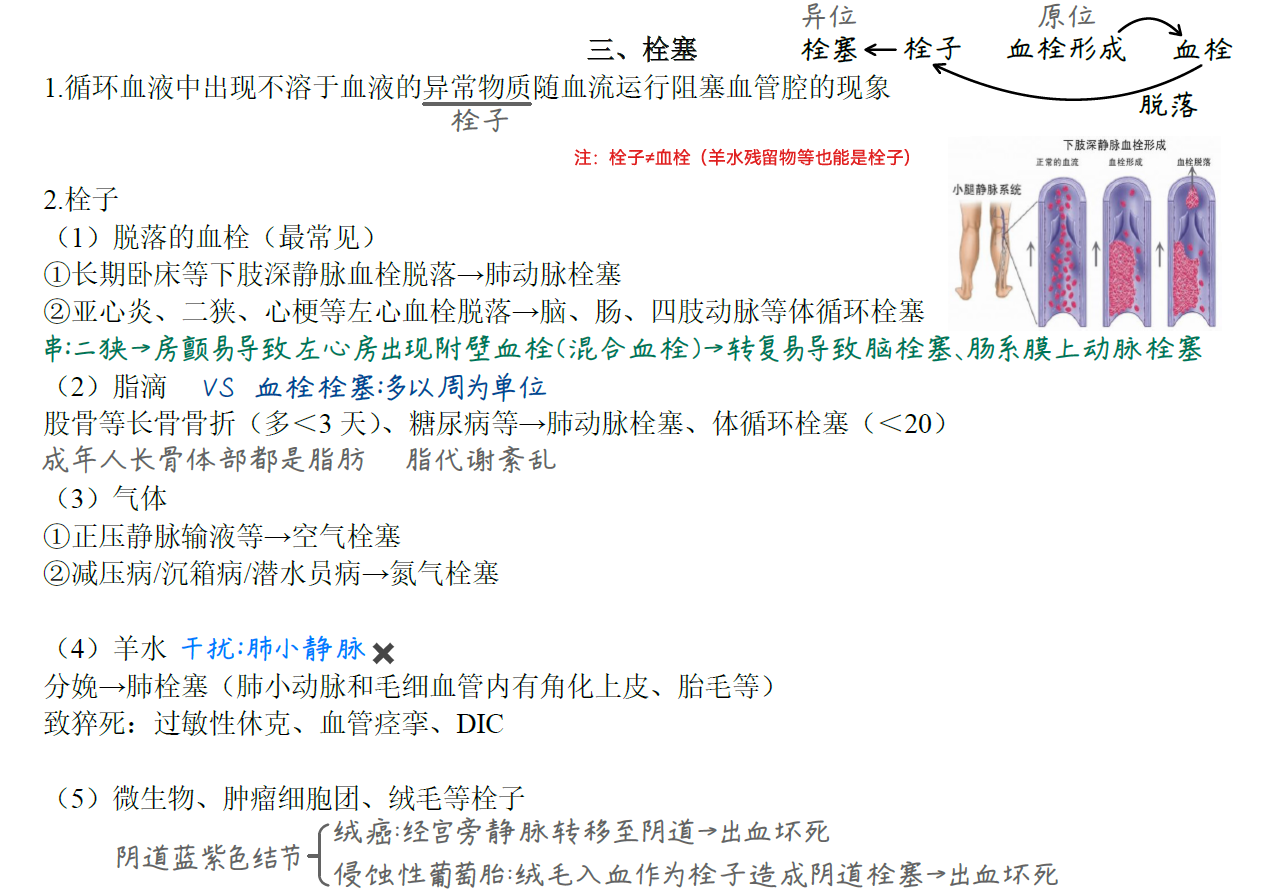 异位 原位
三、栓塞 栓塞←栓子 血栓形成 血栓
1.循环血液中出现不溶于血液的异常物质随血流运行阻塞血管腔的现象
脱落
栓子
注：栓子≠血栓（羊水残留物等也能是栓子）
下肢深静脉血栓形成
正常的血流 血栓形成 血栓脱落
小腿静脉系统
2.栓子
（1）脱落的血栓（最常见）
①长期卧床等下肢深静脉血栓脱落→肺动脉栓塞
②亚心炎、二狭、心梗等左心血栓脱落→脑、肠、四肢动脉等体循环栓塞
串:二狭→房颤易导致左心房出现附壁血栓(混合血栓)→转复易导致脑栓塞、肠系膜上动脉栓塞
（2）脂滴 VS 血栓栓塞:多以周为单位
股骨等长骨骨折（多＜3 天）、糖尿病等→肺动脉栓塞、体循环栓塞（＜20）
成年人长骨体部都是脂肪 脂代谢紊乱
（3）气体
①正压静脉输液等→空气栓塞
②减压病/沉箱病/潜水员病→氮气栓塞
（4）羊水 干扰:肺小静脉 ✖
分娩→肺栓塞（肺小动脉和毛细血管内有角化上皮、胎毛等）
致猝死：过敏性休克、血管痉挛、DIC
（5）微生物、肿瘤细胞团、绒毛等栓子
绒癌:经宫旁静脉转移至阴道→出血坏死
阴道蓝紫色结节
侵蚀性葡萄胎:绒毛入血作为栓子造成阴道栓塞→出血坏死